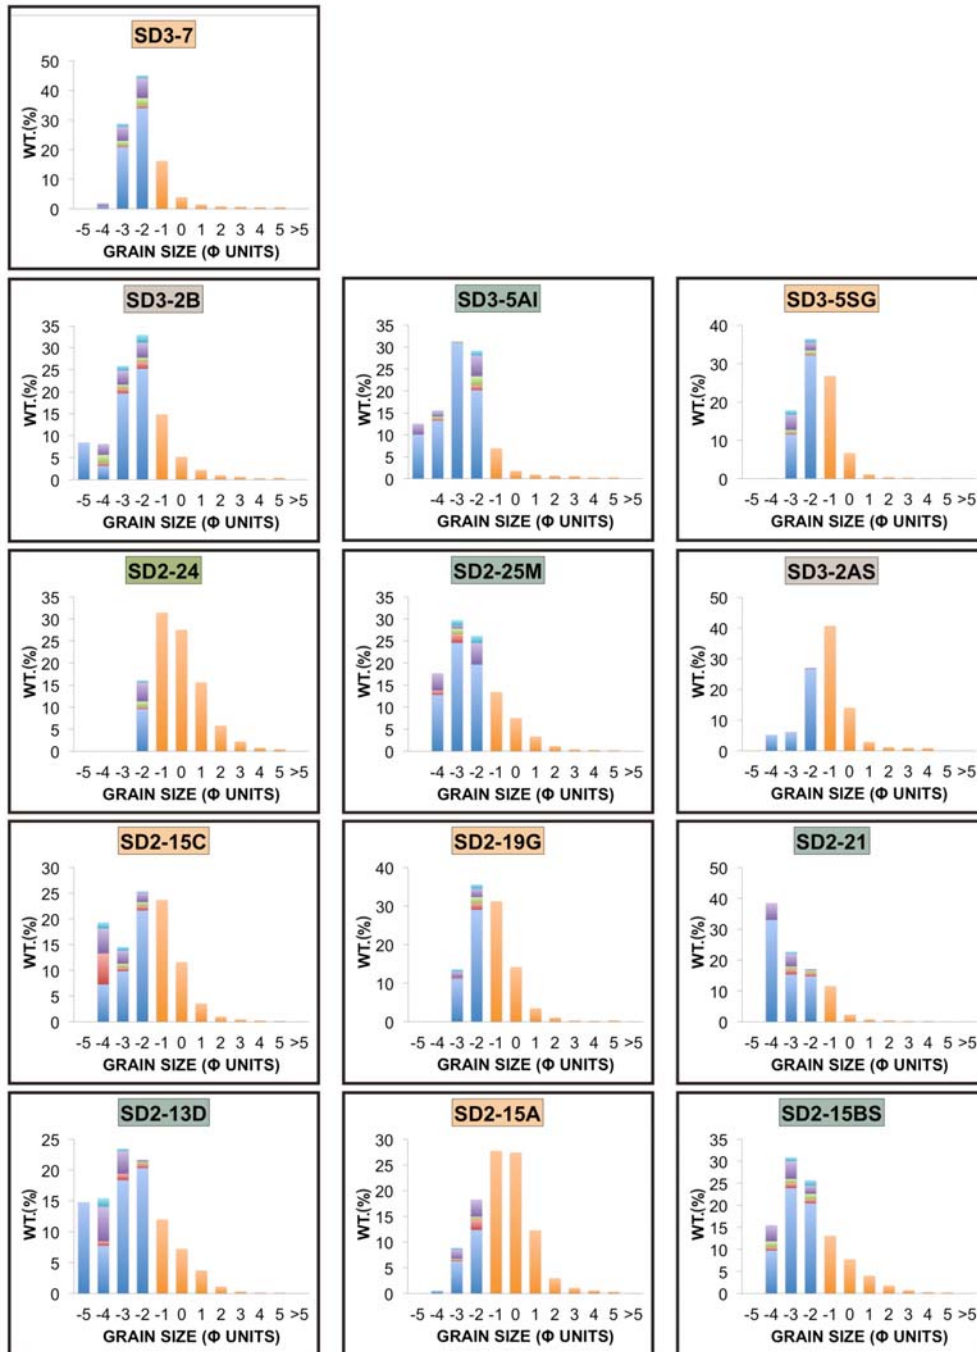 SD3-7
50
40
30
20
10
0
WT.(%)
-5 -4 -3 -2 -1 0 1 2 3 4 5 >5
GRAIN SIZE (Φ UNITS)
SD3-2B
35
30
25
20
15
10
5
0
WT.(%)
-5 -4 -3 -2 -1 0 1 2 3 4 5 >5
GRAIN SIZE (Φ UNITS)
SD3-5AI
35
30
25
20
15
10
5
0
WT.(%)
-4 -3 -2 -1 0 1 2 3 4 5 >5
GRAIN SIZE (Φ UNITS)
SD3-5SG
40
30
20
10
0
WT.(%)
-5 -4 -3 -2 -1 0 1 2 3 4 5 >5
GRAIN SIZE (Φ UNITS)
SD2-24
35
30
25
20
15
10
5
0
WT.(%)
-5 -4 -3 -2 -1 0 1 2 3 4 5 >5
GRAIN SIZE (Φ UNITS)
SD2-25M
35
30
25
20
15
10
5
0
WT.(%)
-4 -3 -2 -1 0 1 2 3 4 5 >5
GRAIN SIZE (Φ UNITS)
SD3-2AS
50
40
30
20
10
0
WT.(%)
-5 -4 -3 -2 -1 0 1 2 3 4 5 >5
GRAIN SIZE (Φ UNITS)
SD2-15C
30
25
20
15
10
5
0
WT.(%)
-5 -4 -3 -2 -1 0 1 2 3 4 5 >5
GRAIN SIZE (Φ UNITS)
SD2-19G
40
30
20
10
0
WT.(%)
-5 -4 -3 -2 -1 0 1 2 3 4 5 >5
GRAIN SIZE (Φ UNITS)
SD2-21
50
40
30
20
10
0
WT.(%)
-5 -4 -3 -2 -1 0 1 2 3 4 5 >5
GRAIN SIZE (Φ UNITS)
SD2-13D
25
20
15
10
5
0
WT.(%)
-5 -4 -3 -2 -1 0 1 2 3 4 5 >5
GRAIN SIZE (Φ UNITS)
SD2-15A
30
25
20
15
10
5
0
WT.(%)
-5 -4 -3 -2 -1 0 1 2 3 4 5 >5
GRAIN SIZE (Φ UNITS)
SD2-15BS
35
30
25
20
15
10
5
0
WT.(%)
-5 -4 -3 -2 -1 0 1 2 3 4 5 >5
GRAIN SIZE (Φ UNITS)